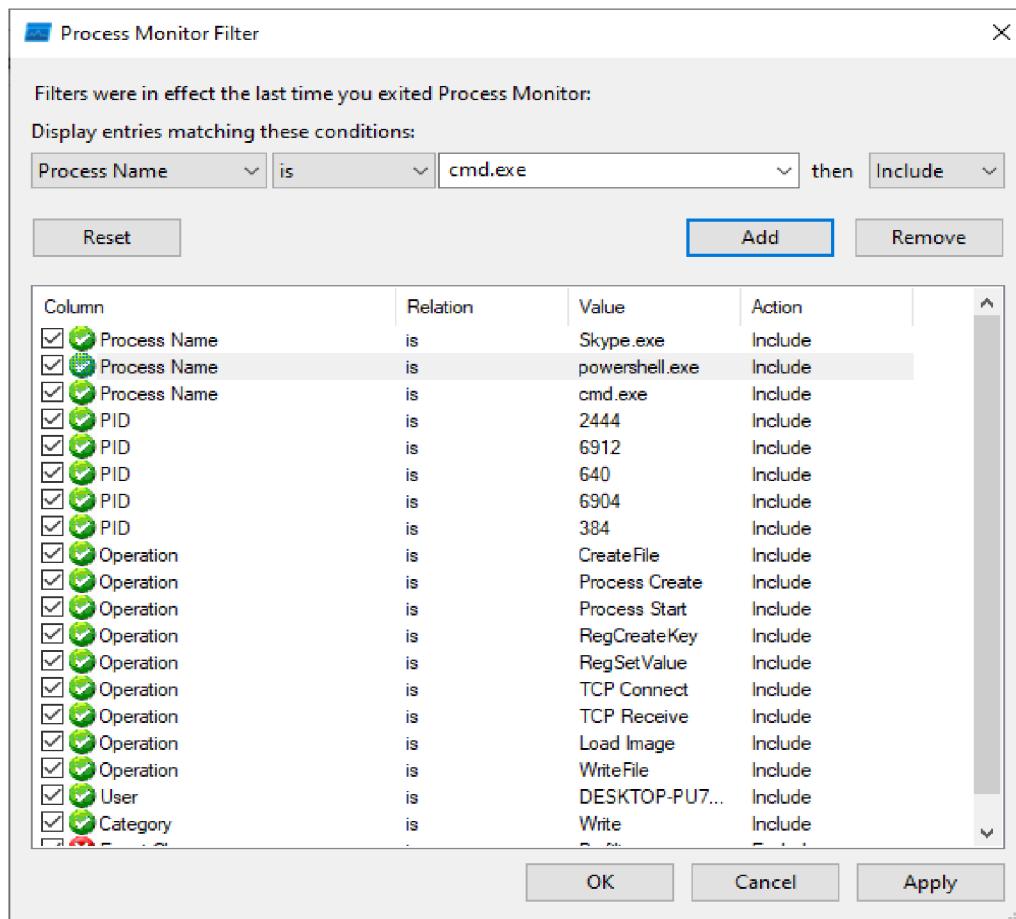 Process Monitor Filter
Filters were in effect the last time you exited Process Monitor:
Display entries matching these conditions:
Process Name is cmd.exe then Include
Reset Add Remove
Column Relation Value Action
Process Name is Skype.exe Include
Process Name is powershell.exe Include
Process Name is cmd.exe Include
PID is 2444 Include
PID is 6912 Include
PID is 640 Include
PID is 6904 Include
PID is 384 Include
Operation is CreateFile Include
Operation is Process Create Include
Operation is Process Start Include
Operation is RegCreateKey Include
Operation is RegSetValue Include
Operation is TCP Connect Include
Operation is TCP Receive Include
Operation is Load Image Include
Operation is WriteFile Include
User is DESKTOP-PU7... Include
Category is Write Include
OK Cancel Apply